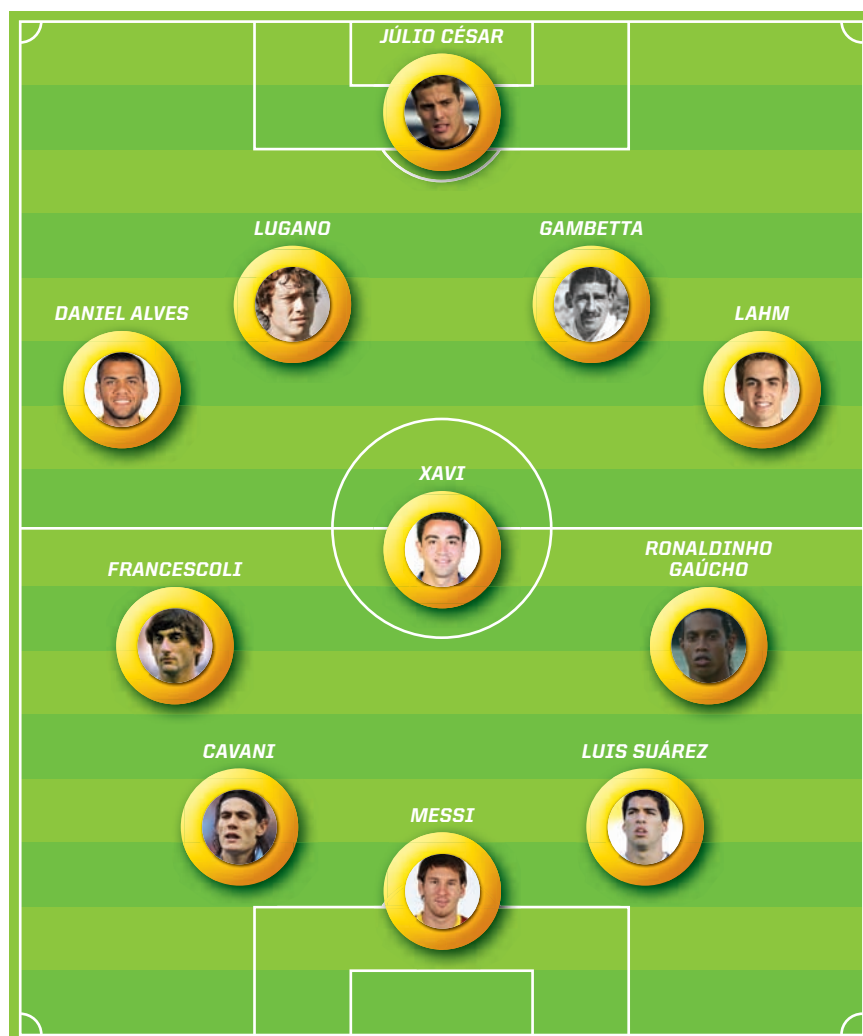 JÚLIO CÉSAR
LUGANO
GAMBETTA
DANIEL ALVES
LAHM
XAVI
RONALDINHO
GAÚCHO
FRANCESCOLI
CAVANI
LUIS SUÁREZ
MESSI